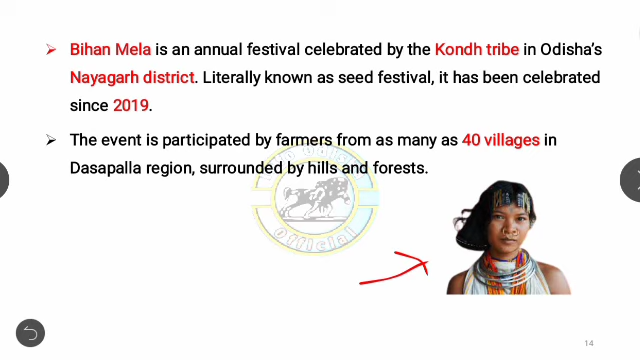 ➢ Bihan Mela is an annual festival celebrated by the Kondh tribe in Odisha's
Nayagarh district. Literally known as seed festival, it has been celebrated
since 2019.
➢ The event is participated by farmers from as many as 40 villages in
Dasapalla region, surrounded by hills and forests.
Official
14